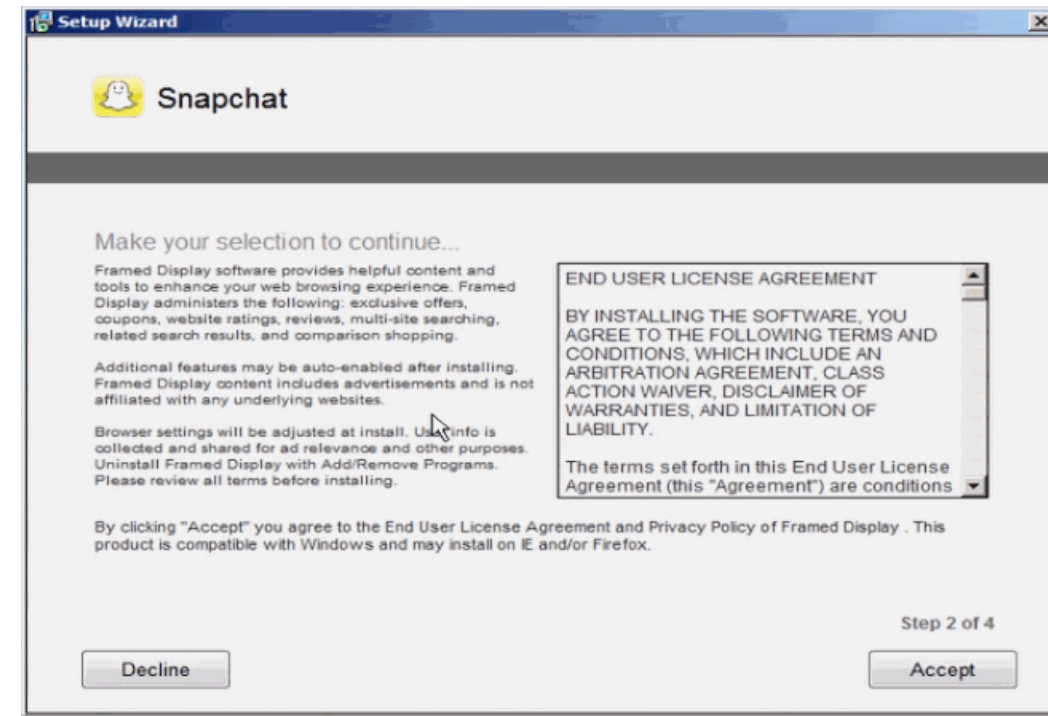 Setup Wizard
Snapchat
Make your selection to continue...
Framed Display software provides helpful content and
tools to enhance your web browsing experience. Framed
Display administers the following: exclusive offers,
coupons, website ratings, reviews, multi-site searching,
related search results, and comparison shopping.
Additional features may be auto-enabled after installing.
Framed Display content includes advertisements and is not
affiliated with any underlying websites.
Browser settings will be adjusted at install. User info is
collected and shared for ad relevance and other purposes.
Uninstall Framed Display with Add/Remove Programs.
Please review all terms before installing.
END USER LICENSE AGREEMENT
BY INSTALLING THE SOFTWARE, YOU
AGREE TO THE FOLLOWING TERMS AND
CONDITIONS, WHICH INCLUDE AN
ARBITRATION AGREEMENT, CLASS
ACTION WAIVER, DISCLAIMER OF
WARRANTIES, AND LIMITATION OF
LIABILITY.
The terms set forth in this End User License
Agreement (this "Agreement") are conditions
By clicking "Accept" you agree to the End User License Agreement and Privacy Policy of Framed Display . This
product is compatible with Windows and may install on IE and/or Firefox.
Step 2 of 4
Decline
Accept